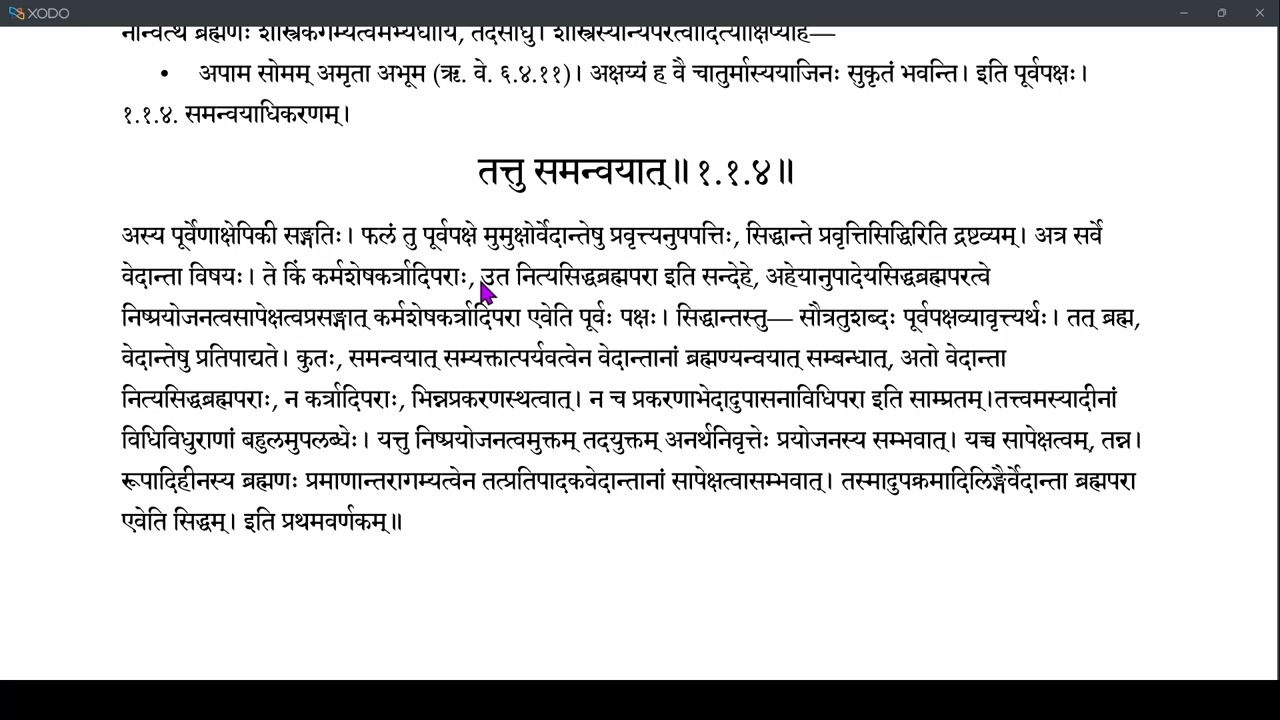 XODO
नान्वत्थ ब्रह्मणः शास्त्रैकगम्यत्वमभ्यधायि, तदसाधु। शास्त्रस्यान्यपरत्वादित्याक्षिप्याह—
• अपाम सोमम् अमृता अभूम (ऋ. वे. ६.४.११)। अक्षय्यं ह वै चातुर्मास्ययाजिनः सुकृतं भवन्ति। इति पूर्वपक्षः।
१.१.४. समन्वयाधिकरणम्।
तत्तु समन्वयात्॥ १.१.४॥
अस्य पूर्वेणाक्षेपिकी सङ्गतिः। फलं तु पूर्वपक्षे मुमुक्षोर्वेदान्तेषु प्रवृत्त्यनुपपत्तिः, सिद्धान्ते प्रवृत्तिसिद्धिरिति द्रष्टव्यम्। अत्र सर्वे
वेदान्ता विषयः। ते किं कर्मशेषकर्त्रादिपराः, उत नित्यसिद्धब्रह्मपरा इति सन्देहे, अहेयानुपादेयसिद्धब्रह्मपरत्वे
निष्प्रयोजनत्वसापेक्षत्वप्रसङ्गात् कर्मशेषकर्त्रादिपरा एवेति पूर्वः पक्षः। सिद्धान्तस्तु— सौत्रतुशब्दः पूर्वपक्षव्यावृत्त्यर्थः। तत् ब्रह्म,
वेदान्तेषु प्रतिपाद्यते। कुतः, समन्वयात् सम्यक्तात्पर्यवत्वेन वेदान्तानां ब्रह्मण्यन्वयात् सम्बन्धात्, अतो वेदान्ता
नित्यसिद्धब्रह्मपराः, न कर्त्रादिपराः, भिन्नप्रकरणस्थत्वात्। न च प्रकरणाभेदादुपासनाविधिपरा इति साम्प्रतम्।तत्त्वमस्यादीनां
विधिविधुराणां बहुलमुपलब्धेः। यत्तु निष्प्रयोजनत्वमुक्तम् तदयुक्तम् अनर्थनिवृत्तेः प्रयोजनस्य सम्भवात्। यच्च सापेक्षत्वम्, तन्न।
रूपादिहीनस्य ब्रह्मणः प्रमाणान्तरागम्यत्वेन तत्प्रतिपादकवेदान्तानां सापेक्षत्वासम्भवात्। तस्मादुपक्रमादिलिङ्गैर्वेदान्ता ब्रह्मपरा
एवेति सिद्धम्। इति प्रथमवर्णकम्॥